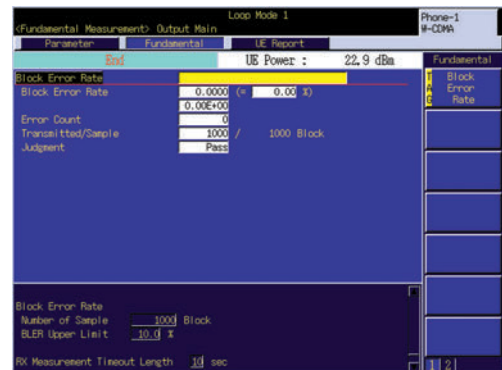 Loop Mode 1
<Fundamental Measurement> Output Main
Phone-1
W-CDMA
Parameter Fundamental UE Report
End UE Power : 22.9 dBm
Fundamental
Block Error Rate
Block Error Rate 0.0000 (= 0.00 %)
0.00E+00
Error Count 0
Transmitted/Sample 1000 / 1000 Block
Judgment Pass
TAG
Block
Error
Rate
Block Error Rate
Number of Sample 1000 Block
BLER Upper Limit 10.0 %
RX Measurement Timeout Length 10 sec
1 2